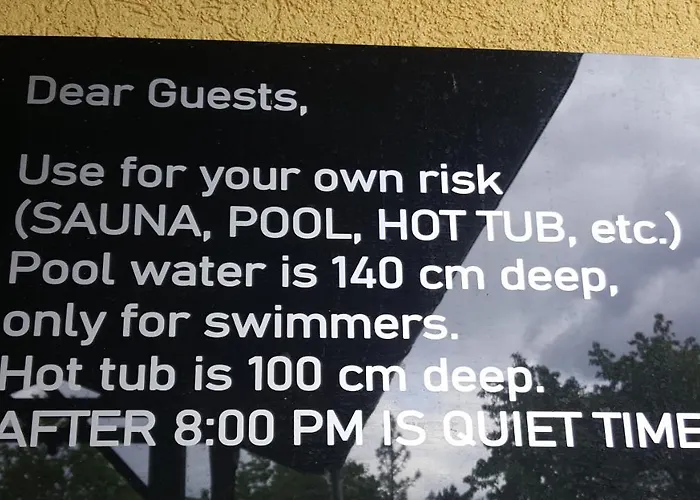 Dear Guests,
Use for your own risk
(SAUNA, POOL, HOT TUB, etc.)
Pool water is 140 cm deep,
only for swimmers.
Hot tub is 100 cm deep.
AFTER 8:00 PM IS QUIET TIME